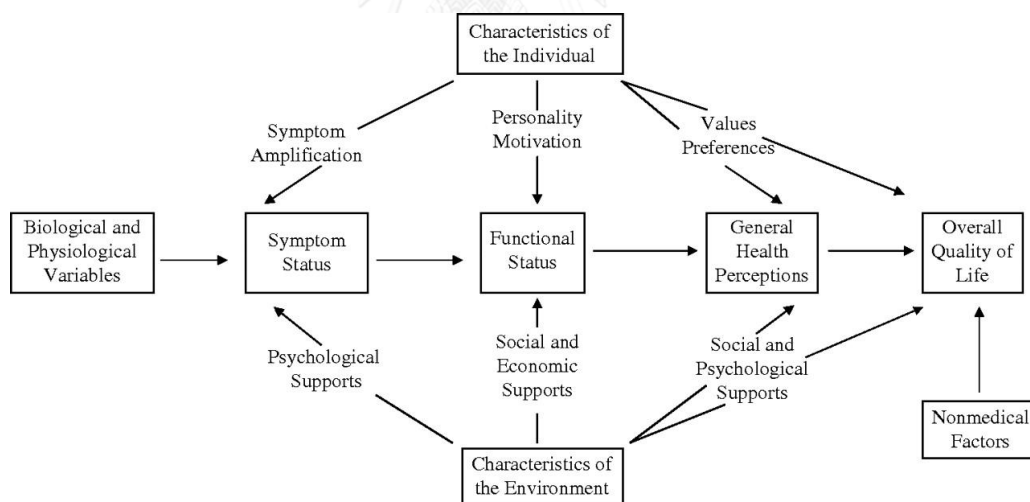 Characteristics of
the Individual
Symptom
Amplification
Personality
Motivation
Values
Preferences
Biological and
Physiological
Variables
Symptom
Status
Functional
Status
General
Health
Perceptions
Overall
Quality of
Life
Psychological
Supports
Social and
Economic
Supports
Social and
Psychological
Supports
Nonmedical
Factors
Characteristics of
the Environment